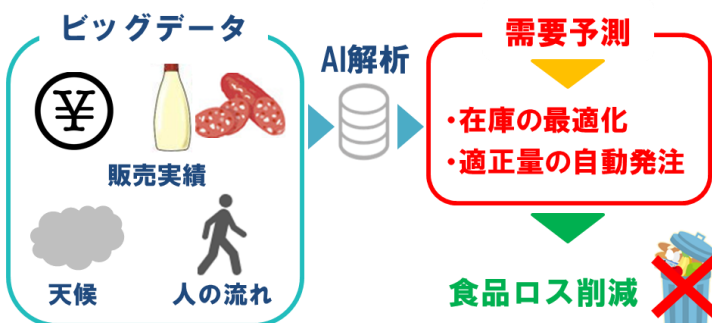 ビッグデータ
¥
販売実績
天候
人の流れ
AI解析
需要予測
・在庫の最適化
・適正量の自動発注
食品ロス削減